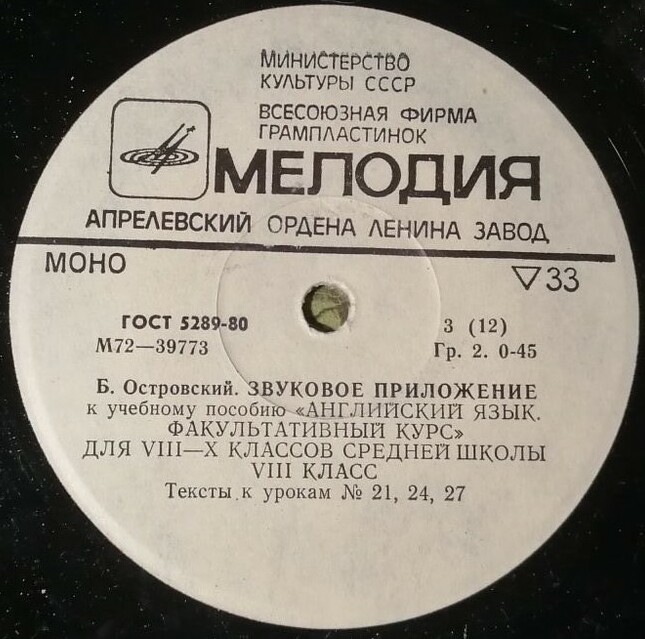 МИНИСТЕРСТВО
КУЛЬТУРЫ СССР
ВСЕСОЮЗНАЯ ФИРМА
ГРАМПЛАСТИНОК
МЕЛОДИЯ
АПРЕЛЕВСКИЙ ОРДЕНА ЛЕНИНА ЗАВОД
МОНО ▽33
ГОСТ 5289-80 3 (12)
М72—39773 Гр. 2. 0-45
Б. Островский. ЗВУКОВОЕ ПРИЛОЖЕНИЕ
к учебному пособию «АНГЛИЙСКИЙ ЯЗЫК.
ФАКУЛЬТАТИВНЫЙ КУРС»
ДЛЯ VIII—X КЛАССОВ СРЕДНЕЙ ШКОЛЫ
VIII КЛАСС
Тексты к урокам № 21, 24, 27